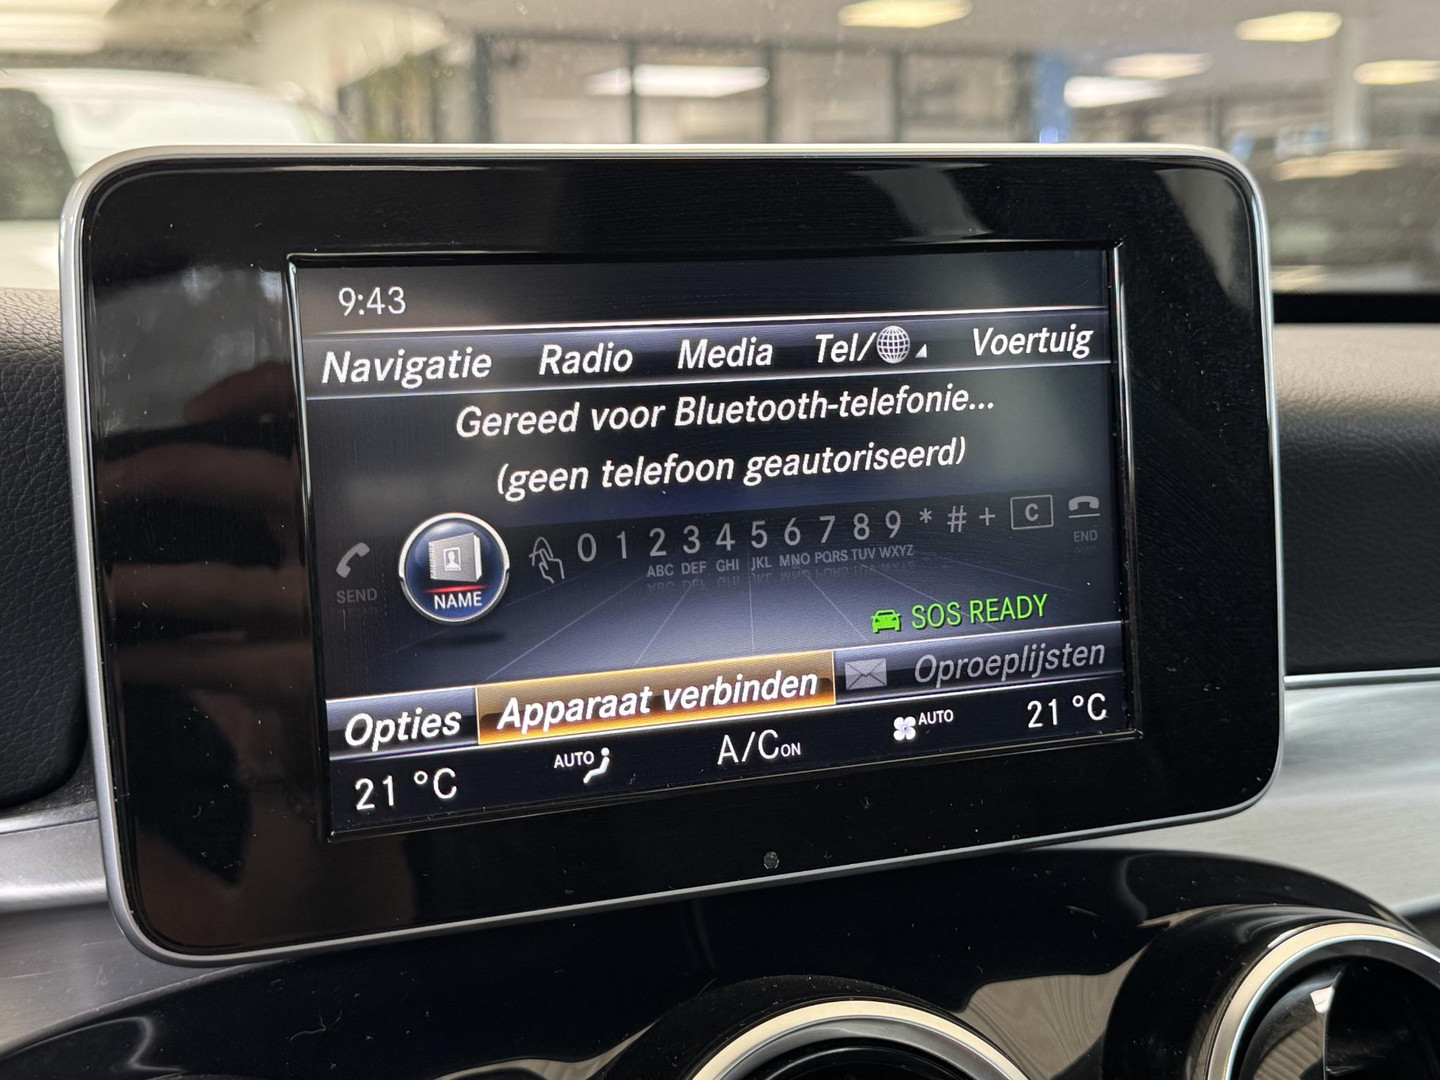 9:43
Navigatie Radio Media Tel/ Voertuig
Gereed voor Bluetooth-telefonie...
(geen telefoon geautoriseerd)
SEND NAME 0 1 2 3 4 5 6 7 8 9 * # + C END
ABC DEF GHI JKL MNO PQRS TUV WXYZ
SOS READY
Opties Apparaat verbinden Oproeplijsten
21 °C AUTO A/C ON AUTO 21 °C